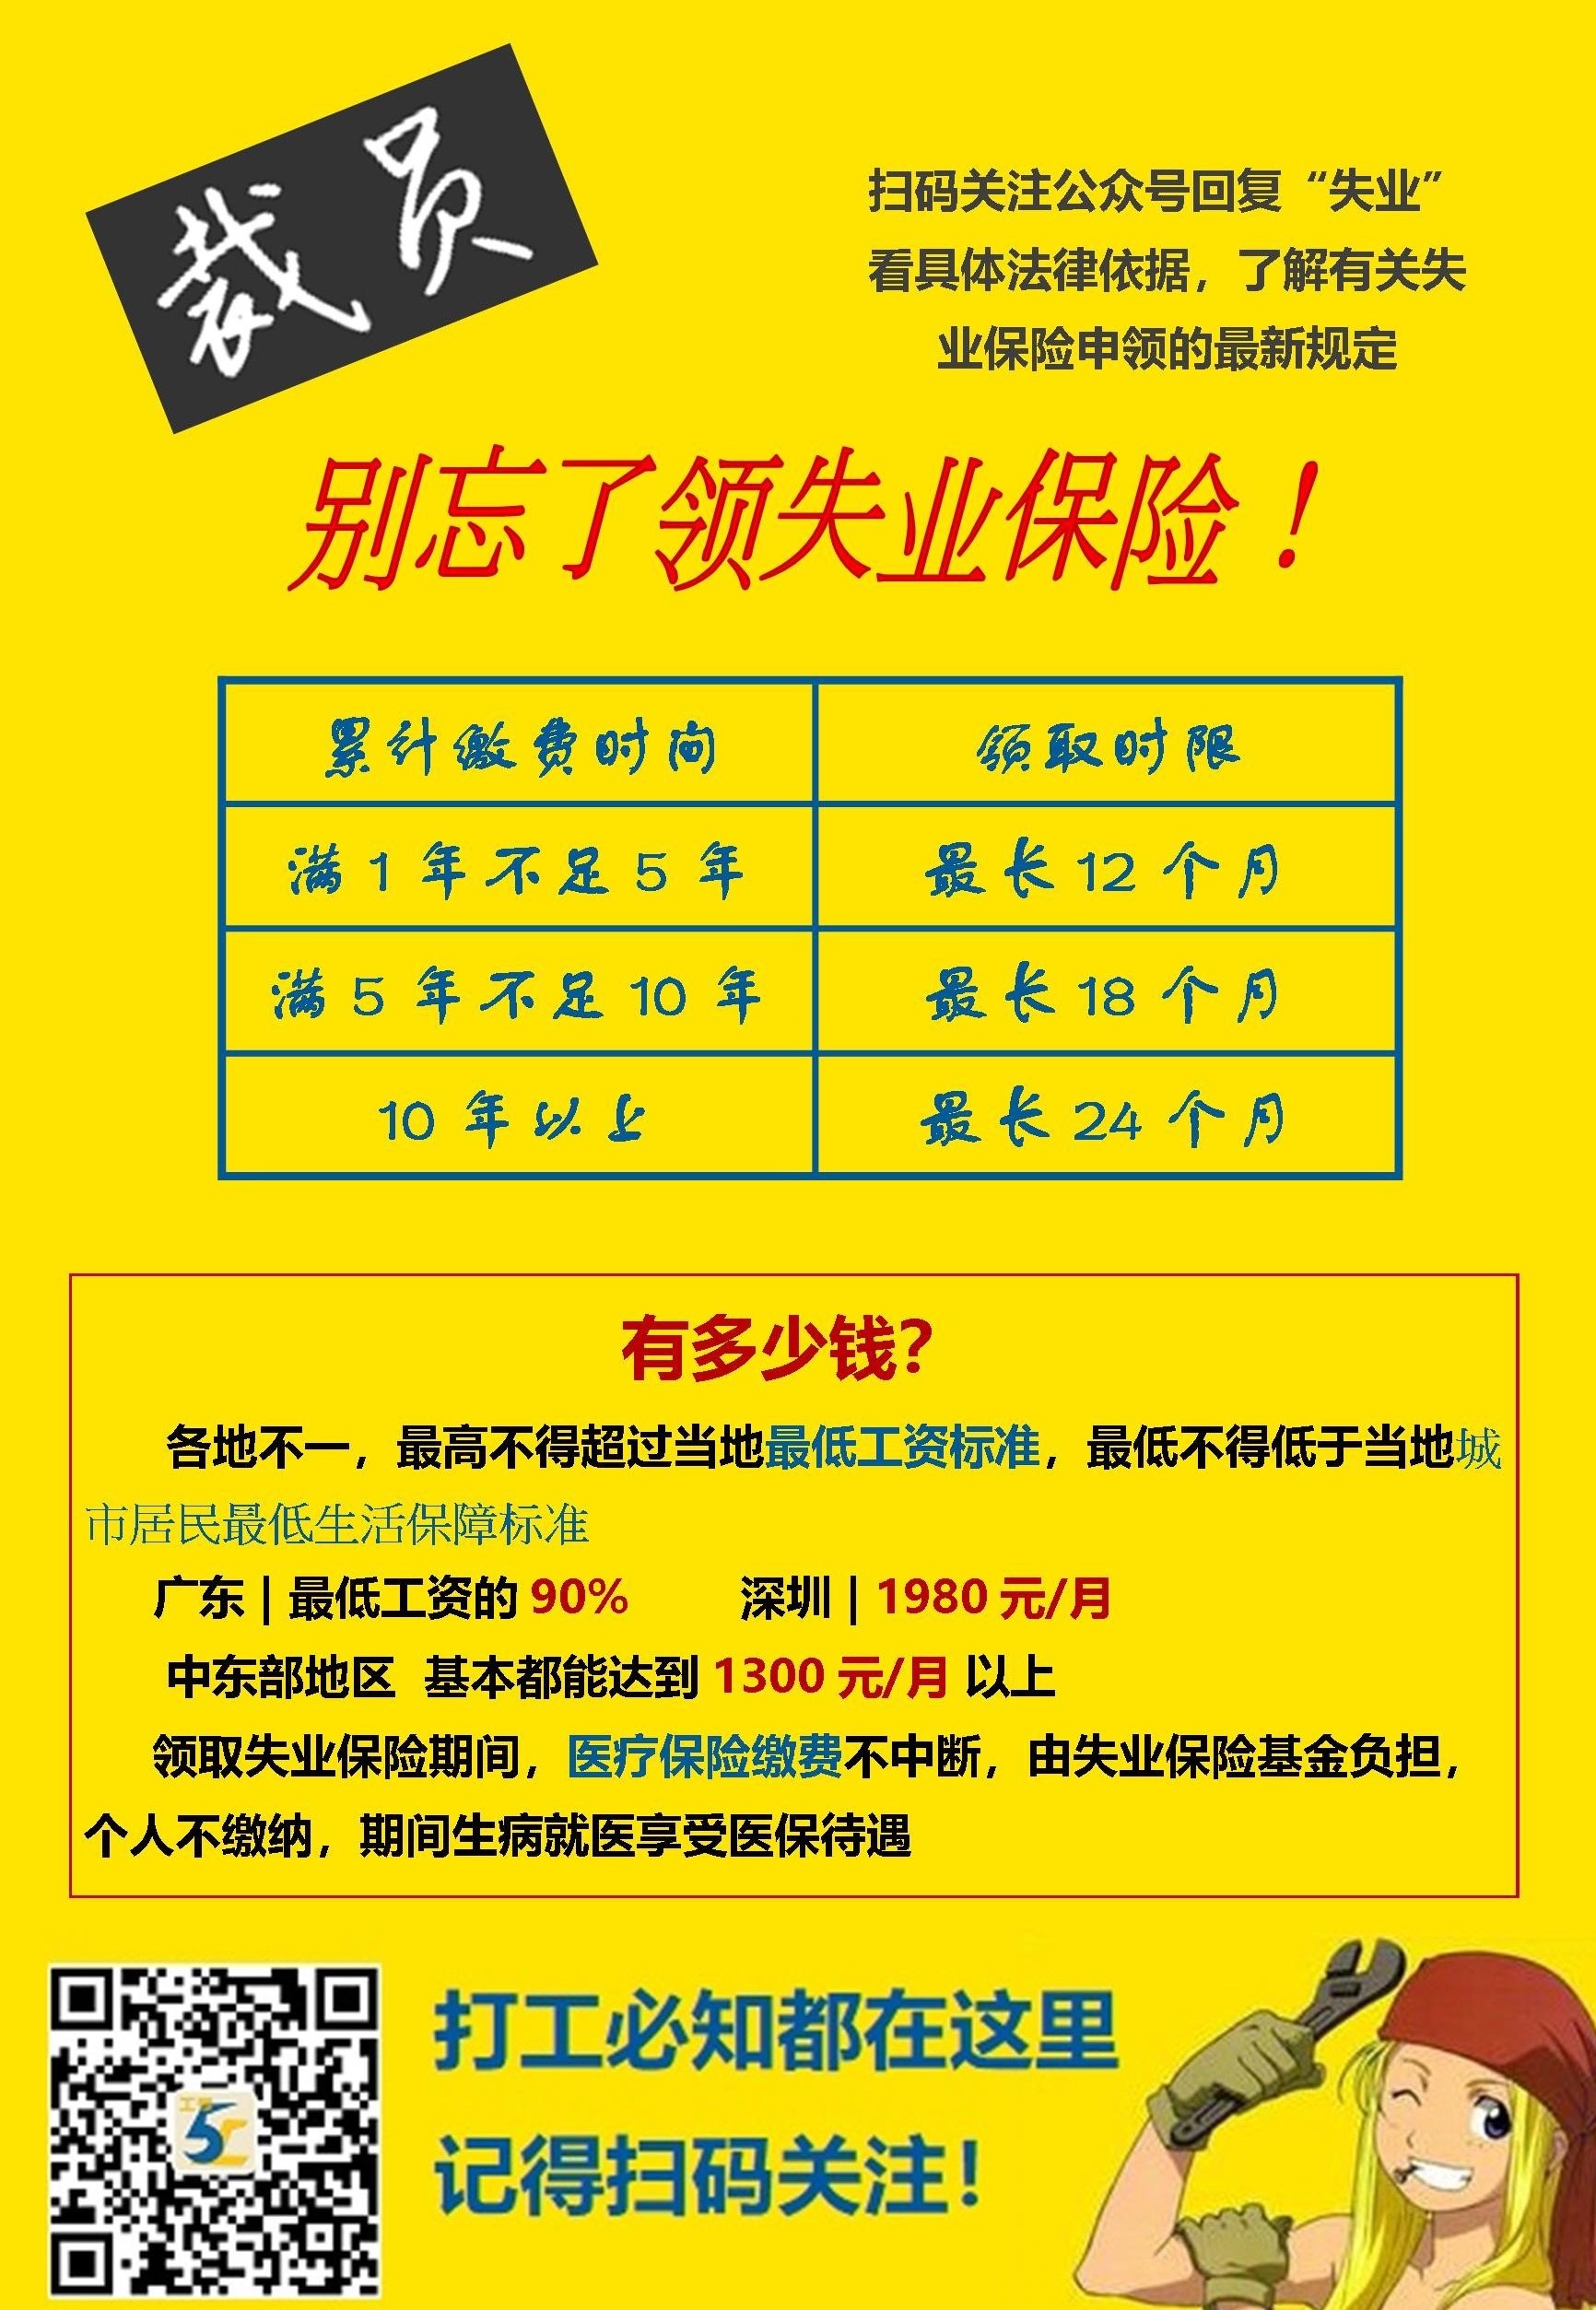 裁员
扫码关注公众号回复“失业”
看具体法律依据，了解有关失
业保险申领的最新规定
别忘了领失业保险！
累计缴费时间 领取时限
满1年不足5年 最长12个月
满5年不足10年 最长18个月
10年以上 最长24个月
有多少钱？
各地不一，最高不得超过当地最低工资标准，最低不得低于当地城
市居民最低生活保障标准
广东|最低工资的90% 深圳|1980元/月
中东部地区 基本都能达到1300元/月 以上
领取失业保险期间，医疗保险缴费不中断，由失业保险基金负担，
个人不缴纳，期间生病就医享受医保待遇
打工必知都在这里
记得扫码关注！